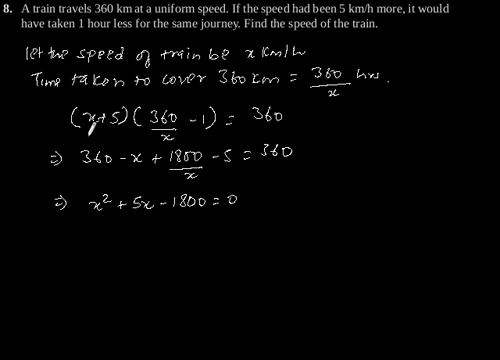 8. A train travels 360 km at a uniform speed. If the speed had been 5 km/h more, it would
have taken 1 hour less for the same journey. Find the speed of the train.
let the speed of train be x km/h
Time taken to cover 360 km = 360/x hrs.
(x+5)(360/x - 1) = 360
⇒ 360 - x + 1800/x - 5 = 360
⇒ x² + 5x - 1800 = 0